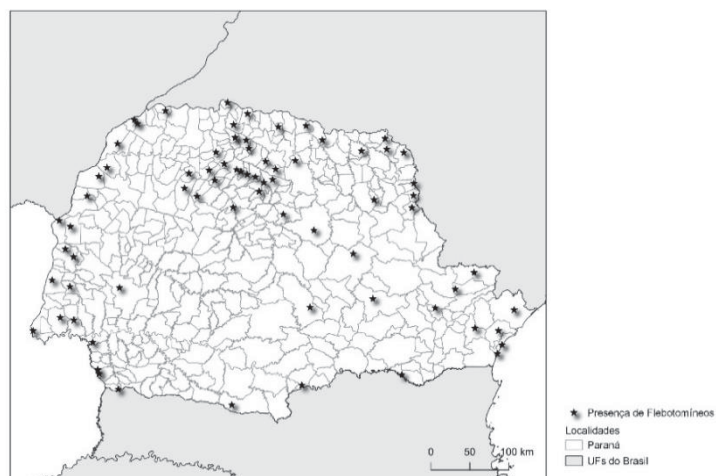 0 50 100 km
Presença de Flebotomíneos
Localidades
Paraná
UFs do Brasil